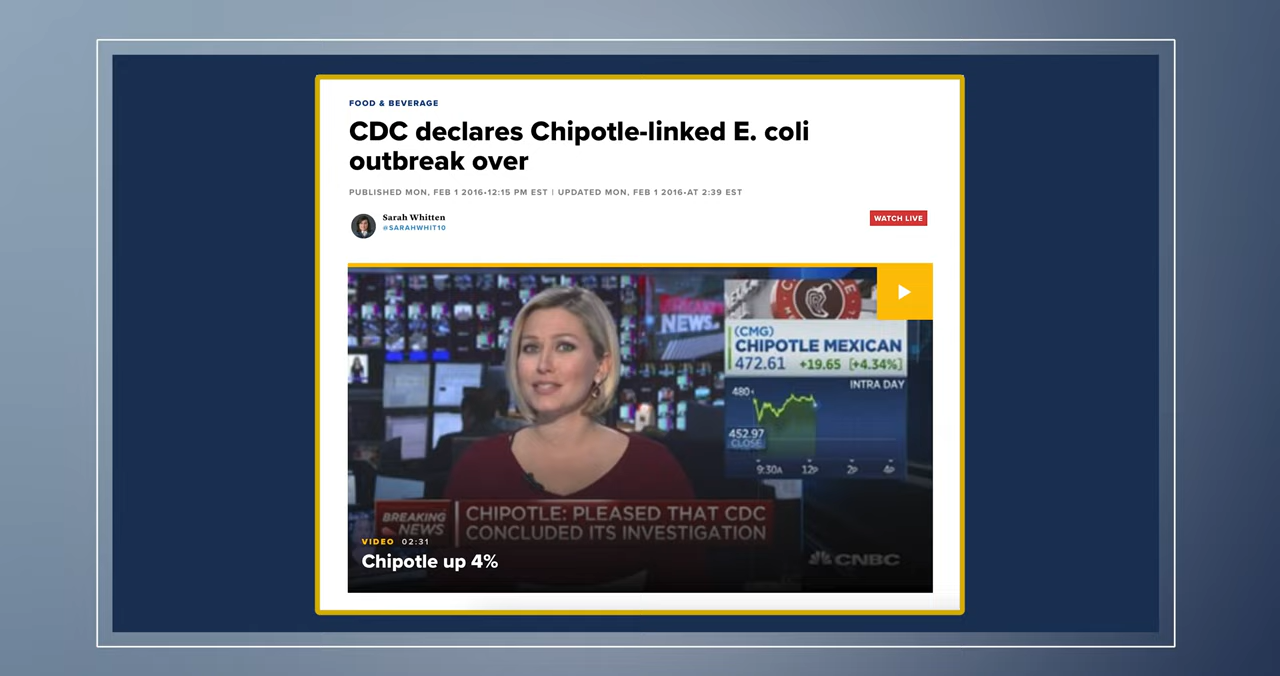 FOOD & BEVERAGE
CDC declares Chipotle-linked E. coli
outbreak over
PUBLISHED MON, FEB 1 2016•12:15 PM EST | UPDATED MON, FEB 1 2016•AT 2:39 EST
Sarah Whitten
@SARAHWHIT10
WATCH LIVE
BREAKING
NEWS
(CMG)
CHIPOTLE MEXICAN
472.61 +19.65 [+4.34%]
INTRA DAY
480
452.97
CLOSE
9:30A 12P 2P 4P
BREAKING
NEWS
CHIPOTLE: PLEASED THAT CDC
CONCLUDED ITS INVESTIGATION
VIDEO 02:31
Chipotle up 4%
CNBC